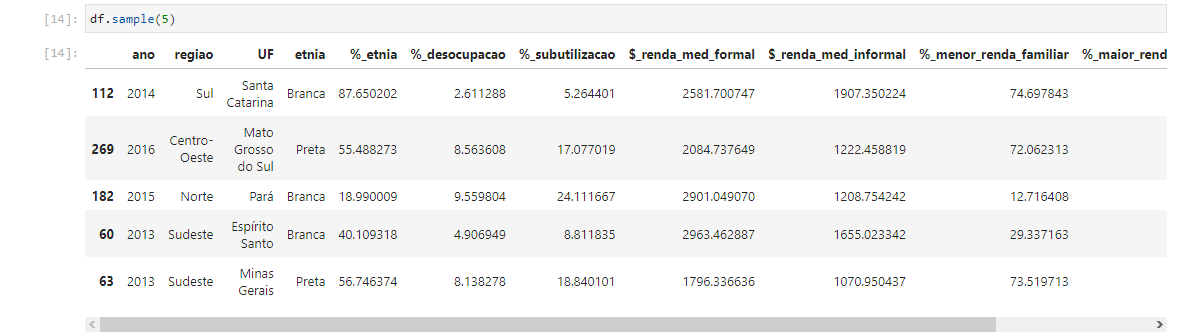 [14]: df.sample(5)
[14]: ano regiao UF etnia %_etnia %_desocupacao %_subutilizacao $_renda_med_formal $_renda_med_informal %_menor_renda_familiar %_maior_rend
112 2014 Sul Santa Catarina Branca 87.650202 2.611288 5.264401 2581.700747 1907.350224 74.697843
269 2016 Centro-Oeste Mato Grosso do Sul Preta 55.488273 8.563608 17.077019 2084.737649 1222.458819 72.062313
182 2015 Norte Pará Branca 18.990009 9.559804 24.111667 2901.049070 1208.754242 12.716408
60 2013 Sudeste Espírito Santo Branca 40.109318 4.906949 8.811835 2963.462887 1655.023342 29.337163
63 2013 Sudeste Minas Gerais Preta 56.746374 8.138278 18.840101 1796.336636 1070.950437 73.519713